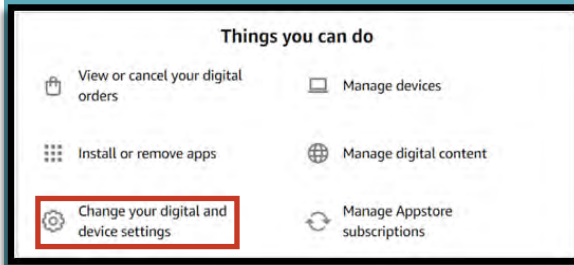 Things you can do
View or cancel your digital
orders
Manage devices
Install or remove apps
Manage digital content
Change your digital and
device settings
Manage Appstore
subscriptions